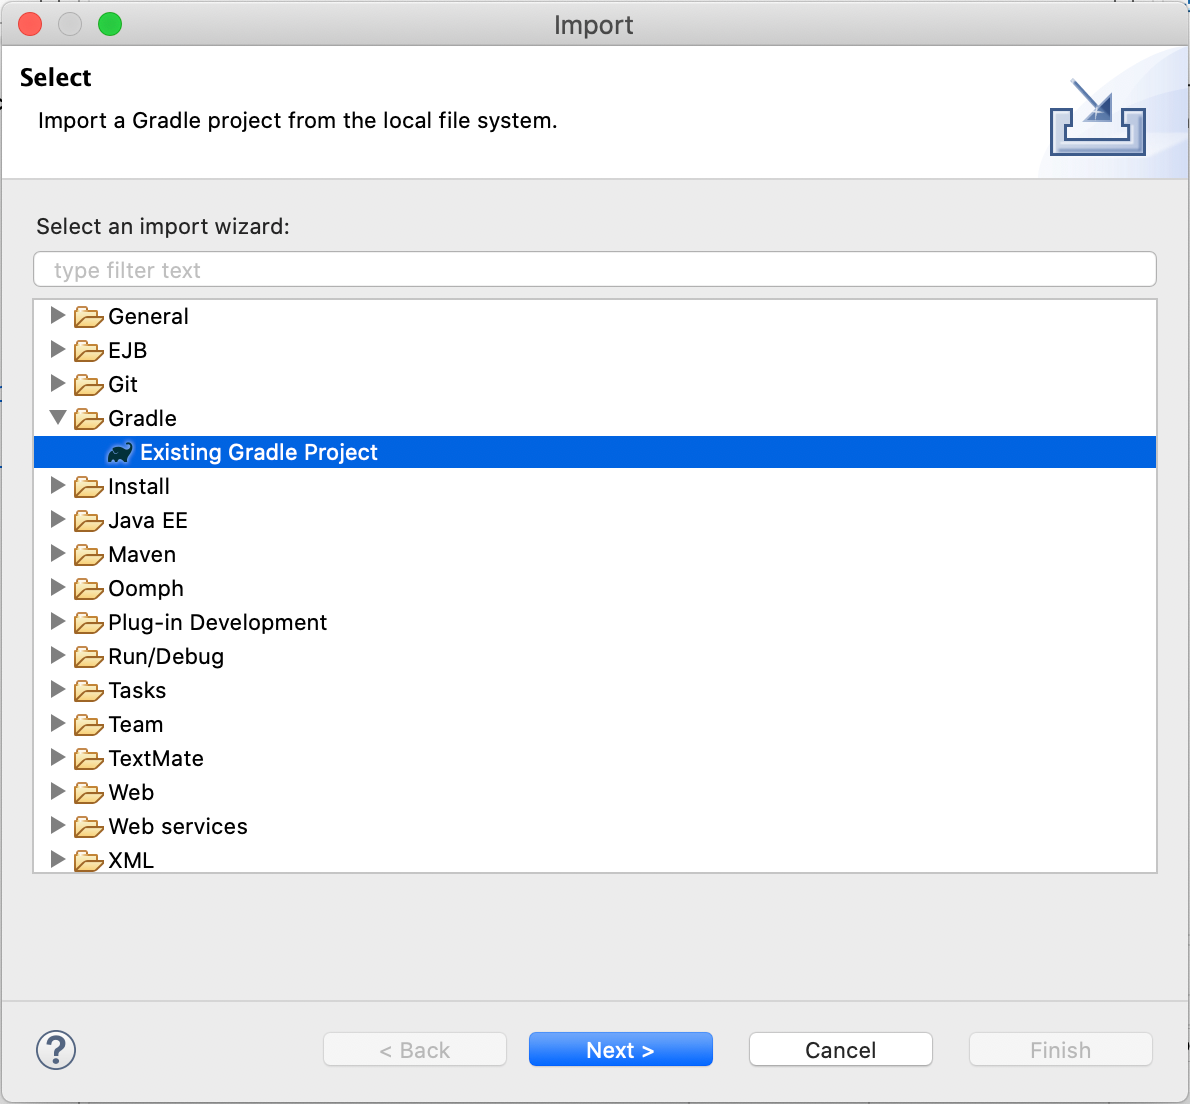 Import
Select
Import a Gradle project from the local file system.
Select an import wizard:
type filter text
General
EJB
Git
Gradle
Existing Gradle Project
Install
Java EE
Maven
Oomph
Plug-in Development
Run/Debug
Tasks
Team
TextMate
Web
Web services
XML
?
< Back
Next >
Cancel
Finish